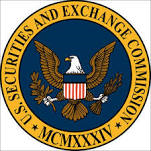 U.S. SECURITIES AND EXCHANGE COMMISSION
MCMXXXIV